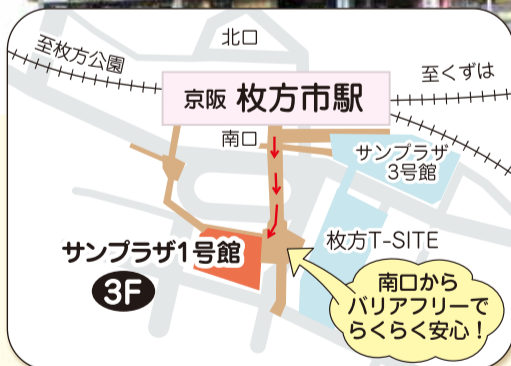 北口
至枚方公園
至くずは
京阪 枚方市駅
南口
サンプラザ
3号館
サンプラザ1号館
3F
枚方T-SITE
南口から
バリアフリーで
らくらく安心!